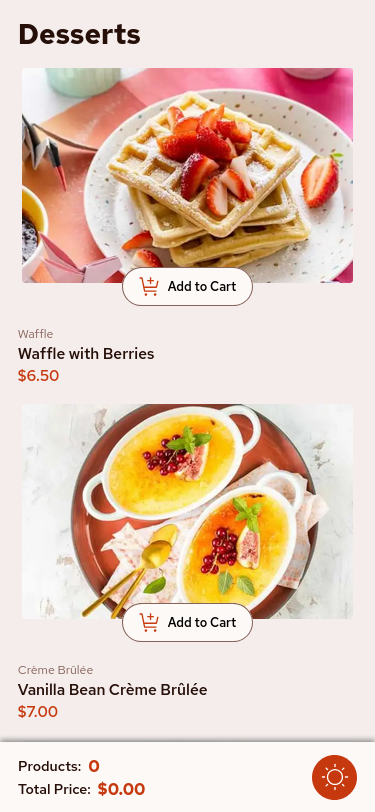 Desserts
Add to Cart
Waffle
Waffle with Berries
$6.50
Add to Cart
Crème Brûlée
Vanilla Bean Crème Brûlée
$7.00
Products: 0
Total Price: $0.00